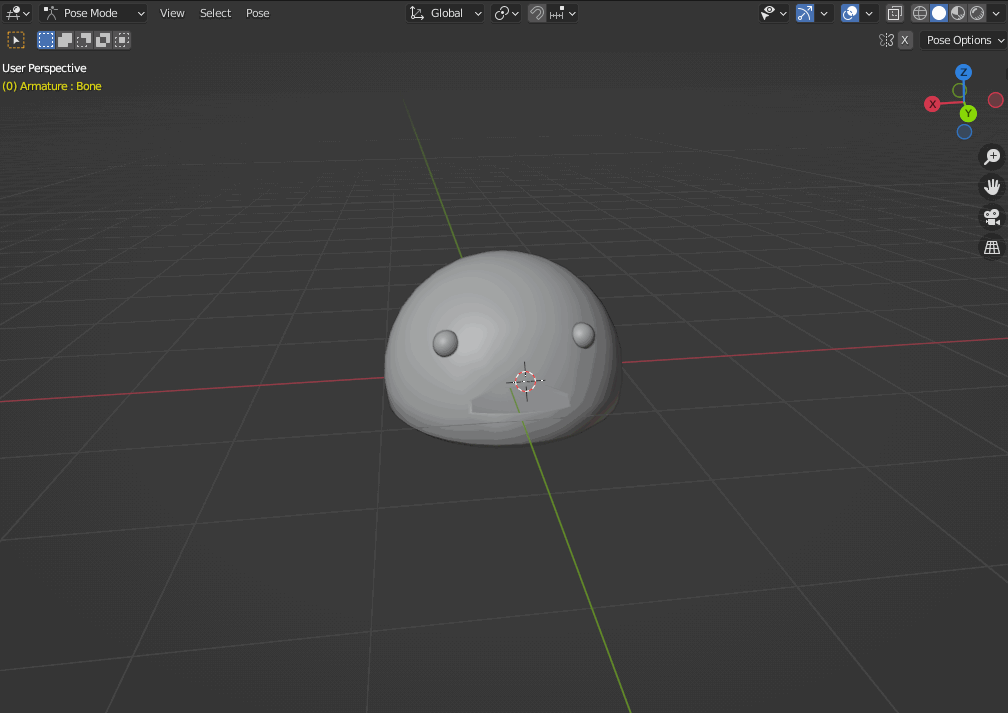 Pose Mode View Select Pose Global
X Pose Options
User Perspective
(0) Armature : Bone
Z
X
Y